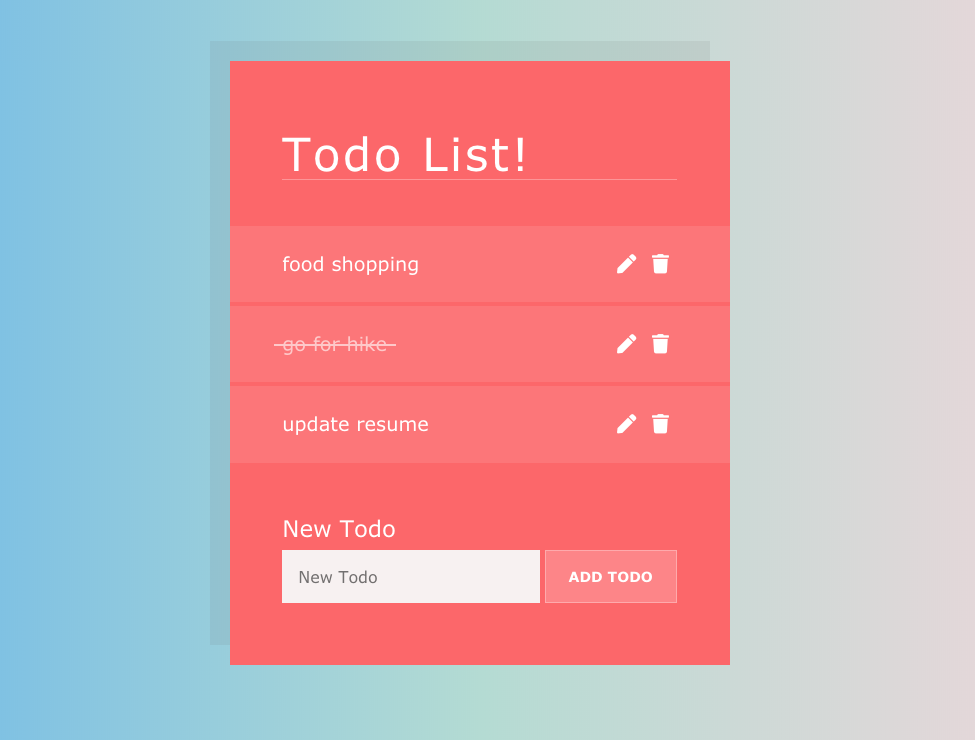 Todo List!
food shopping
go for hike
update resume
New Todo
New Todo
ADD TODO